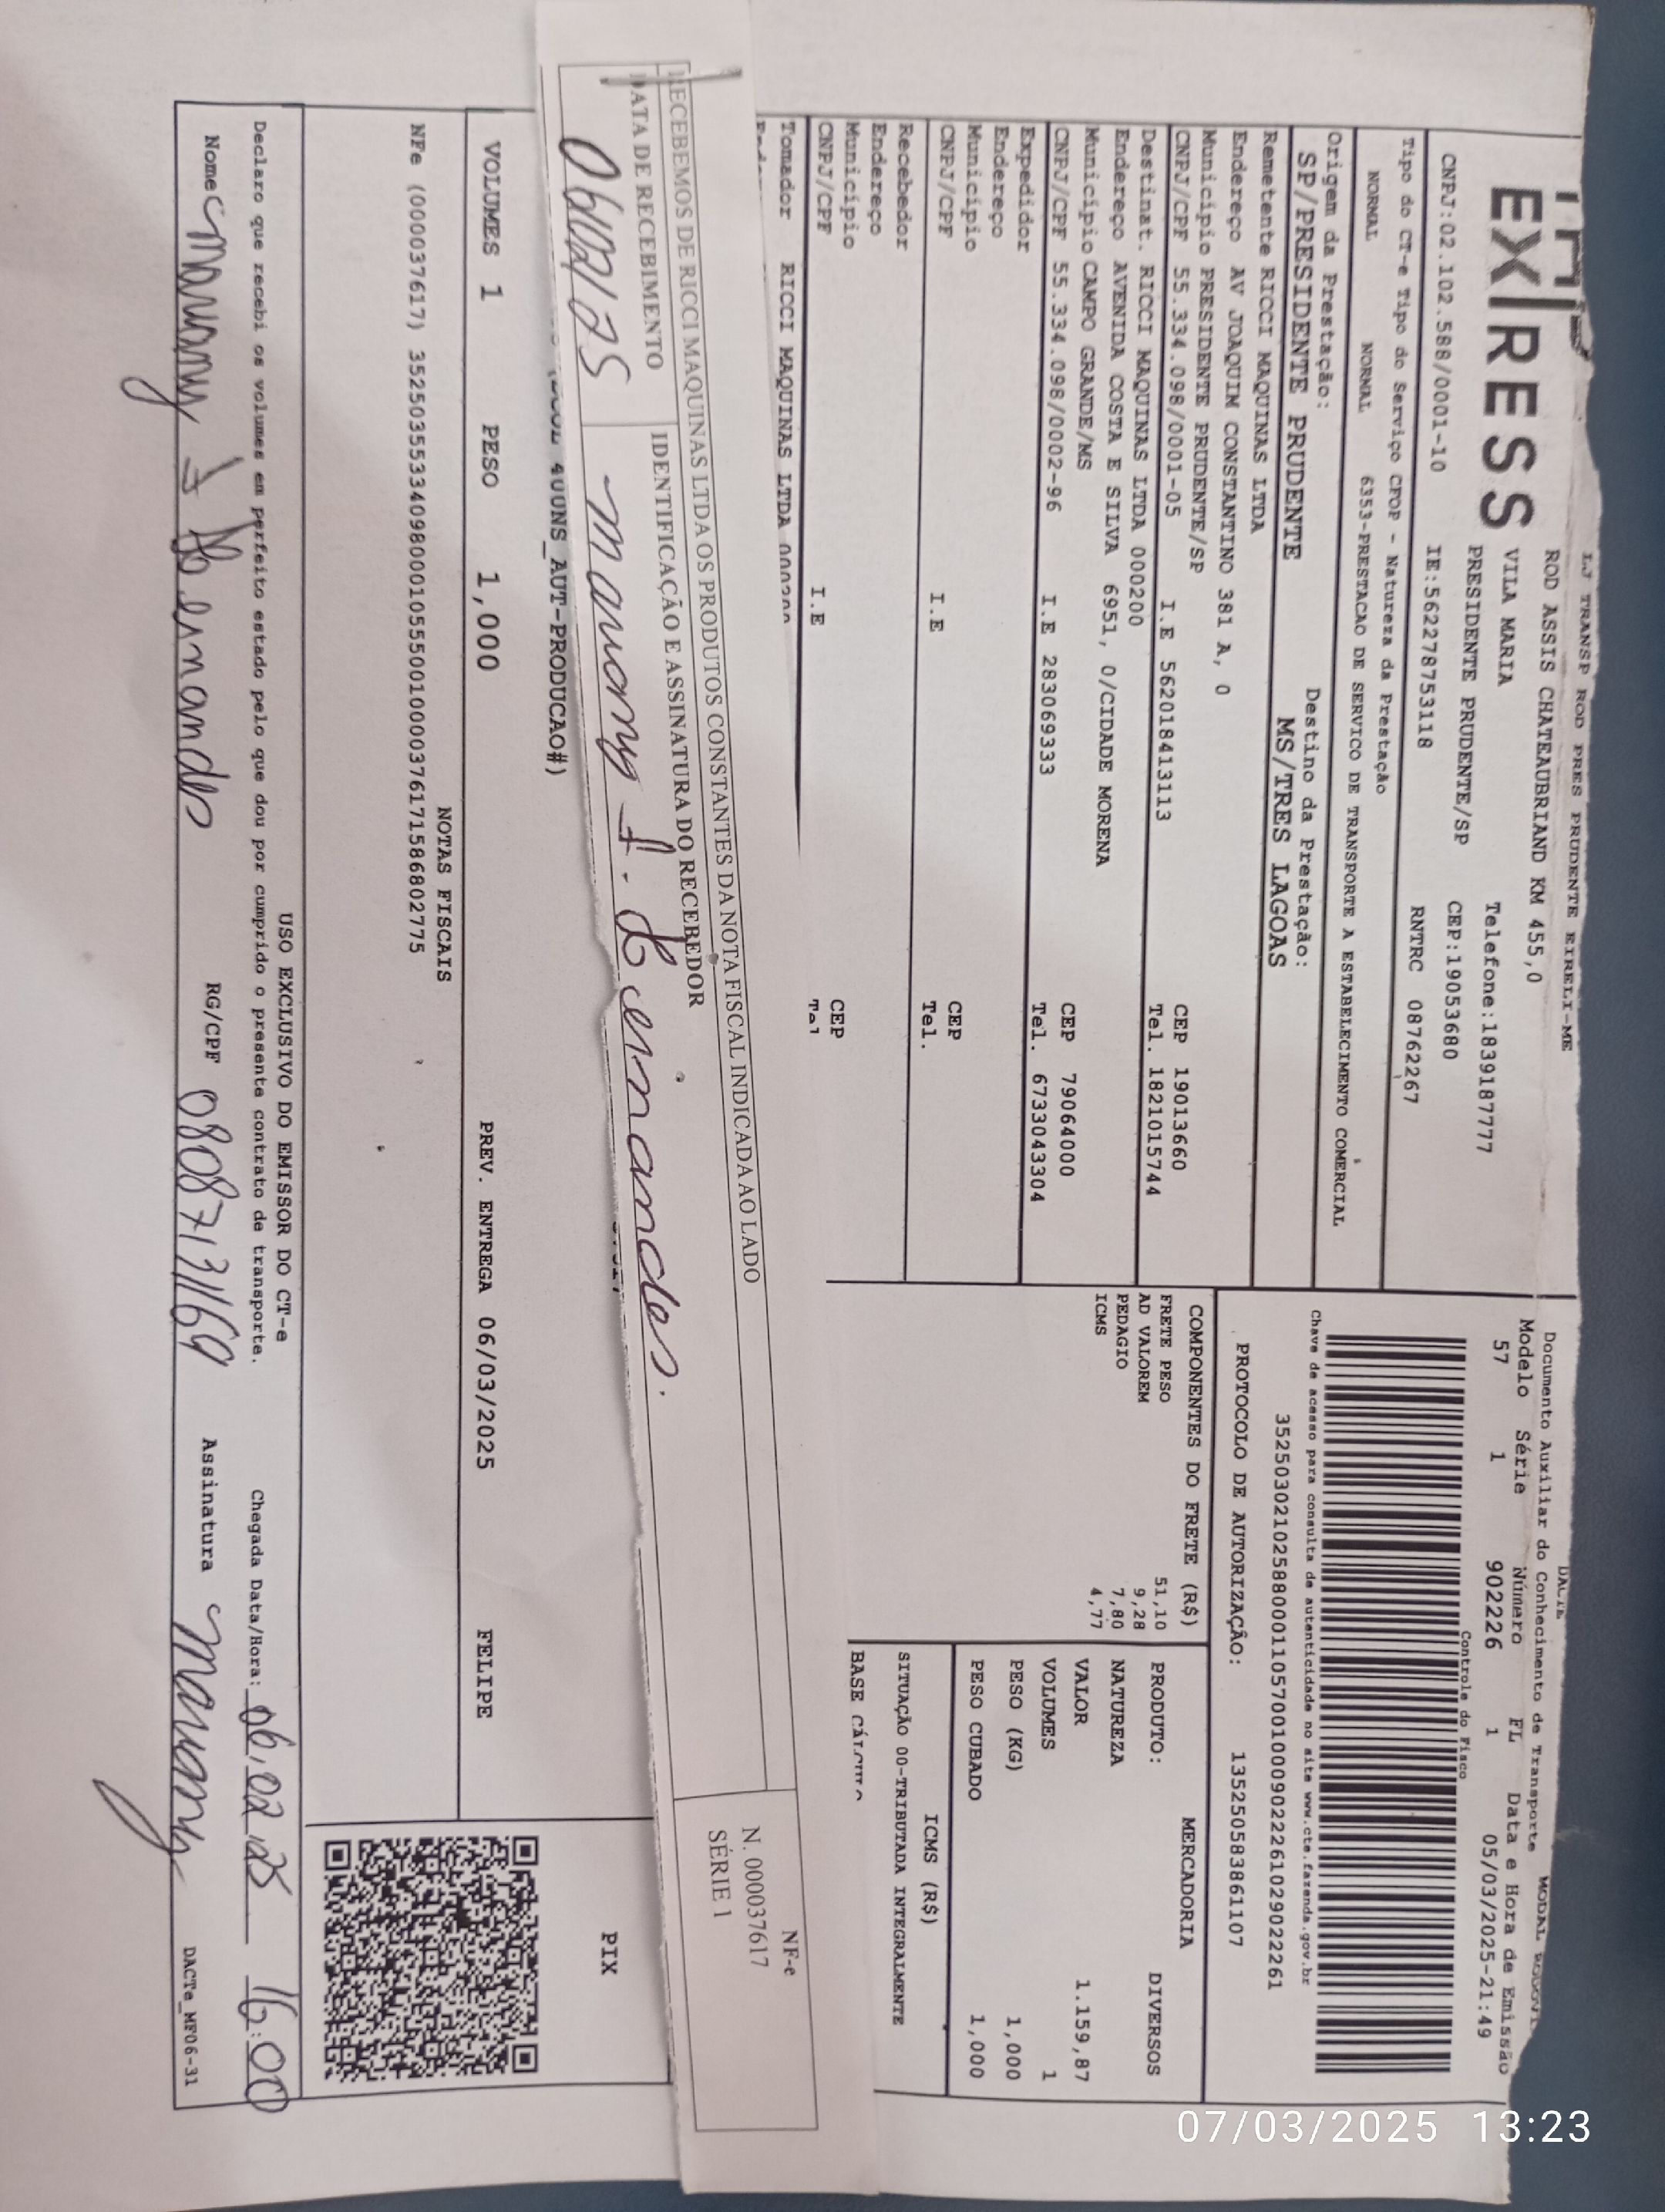 LJ TRANSP ROD PRES PRUDENTE EIRELI-ME
EX RESS
ROD ASSIS CHATEAUBRIAND KM 455,0
VILA MARIA
PRESIDENTE PRUDENTE/SP
Telefone:1839187777
CEP:19053680
CNPJ:02.102.588/0001-10 IE:562278753118 RNTRC 08762267
Tipo do CT-e Tipo do Serviço CFOP - Natureza da Prestação
NORMAL NORMAL 6353-PRESTACAO DE SERVICO DE TRANSPORTE A ESTABELECIMENTO COMERCIAL
Origem da Prestação: Destino da Prestação:
SP/PRESIDENTE PRUDENTE MS/TRES LAGOAS
DACTE
Documento Auxiliar do Conhecimento de Transporte
Modelo Série Número FL Data e Hora de Emissão
57 1 902226 1 05/03/2025-21:49
Controle do Fisco
Chave de acesso para consulta de autenticidade no site www.cte.fazenda.gov.br
35250302102588000110570010009022261029022261
PROTOCOLO DE AUTORIZAÇÃO: 135250583861107
Remetente RICCI MAQUINAS LTDA
Endereço AV JOAQUIM CONSTANTINO 381 A, 0
Município PRESIDENTE PRUDENTE/SP CEP 19013660
CNPJ/CPF 55.334.098/0001-05 I.E 562018413113 Tel. 1821015744
Destinat. RICCI MAQUINAS LTDA 000200
Endereço AVENIDA COSTA E SILVA 6951, 0/CIDADE MORENA
Município CAMPO GRANDE/MS CEP 79064000
CNPJ/CPF 55.334.098/0002-96 I.E 283069333 Tel. 6733043304
Expedidor
Endereço
Município CEP
CNPJ/CPF I.E Tel.
Recebedor
Endereço
Município CEP
CNPJ/CPF I.E Tel
Tomador RICCI MAQUINAS LTDA 000200
COMPONENTES DO FRETE (R$)
FRETE PESO 51,10
AD VALOREM 9,28
PEDAGIO 7,80
ICMS 4,77
MERCADORIA
PRODUTO: DIVERSOS
NATUREZA
VALOR 1.159,87
VOLUMES 1
PESO (KG) 1,000
PESO CUBADO 1,000
ICMS (R$)
SITUAÇÃO 00-TRIBUTADA INTEGRALMENTE
BASE CÁLCULO
RECEBEMOS DE RICCI MAQUINAS LTDA OS PRODUTOS CONSTANTES DA NOTA FISCAL INDICADA AO LADO
DATA DE RECEBIMENTO IDENTIFICAÇÃO E ASSINATURA DO RECEBEDOR
Mauany F. Fernandes.
NF-e
N. 000037617
SÉRIE 1
400NS_AUT-PRODUCAO#)
PIX
VOLUMES 1 PESO 1,000 PREV. ENTREGA 06/03/2025 FELIPE
NOTAS FISCAIS
NFe (000037617) 35250355334098000105550010000376171586802775
USO EXCLUSIVO DO EMISSOR DO CT-e
Declaro que recebi os volumes em perfeito estado pelo que dou por cumprido o presente contrato de transporte. Chegada Data/Hora: 06,02,25 16:00
Nome Mauany F Fernandes RG/CPF 08087131169 Assinatura Mauany
DACTe_MF06-31
07/03/2025 13:23